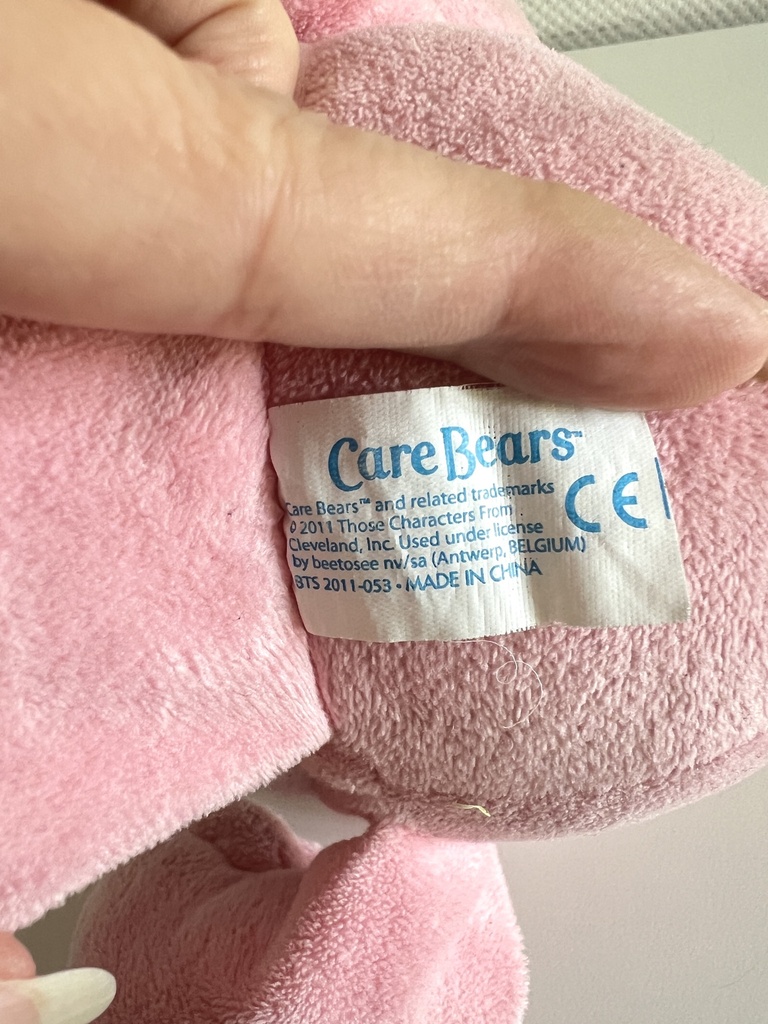 Care Bears™
Care Bears™ and related trademarks
© 2011 Those Characters From
Cleveland, Inc. Used under license
by beetosee nv/sa (Antwerp, BELGIUM)
BTS 2011-053 • MADE IN CHINA
CE